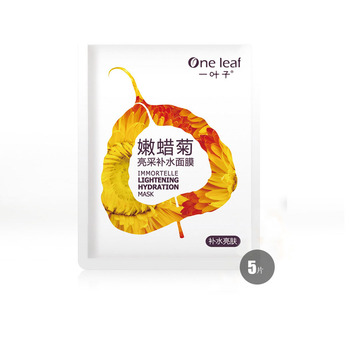 One leaf
一叶子®
嫩蜡菊
亮采补水面膜
IMMORTELLE
LIGHTENING
HYDRATION
MASK
补水亮肤
5片